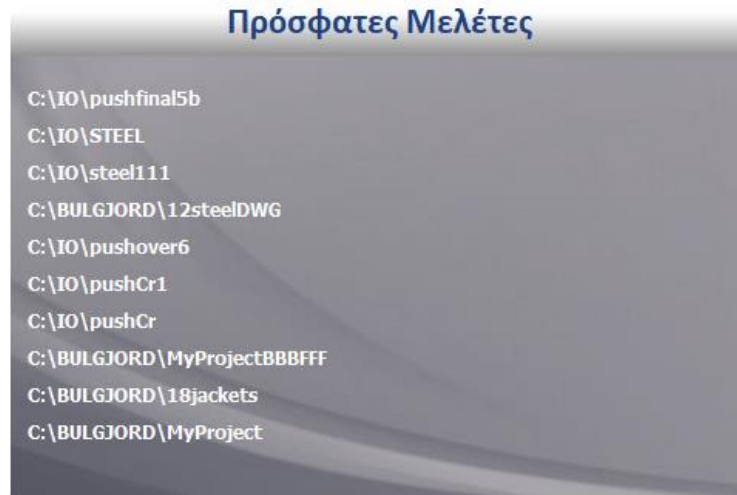 Πρόσφατες Μελέτες
C:\IO\pushfinal5b
C:\IO\STEEL
C:\IO\steel111
C:\BULGJORD\12steelDWG
C:\IO\pushover6
C:\IO\pushCr1
C:\IO\pushCr
C:\BULGJORD\MyProjectBBBFFF
C:\BULGJORD\18jackets
C:\BULGJORD\MyProject